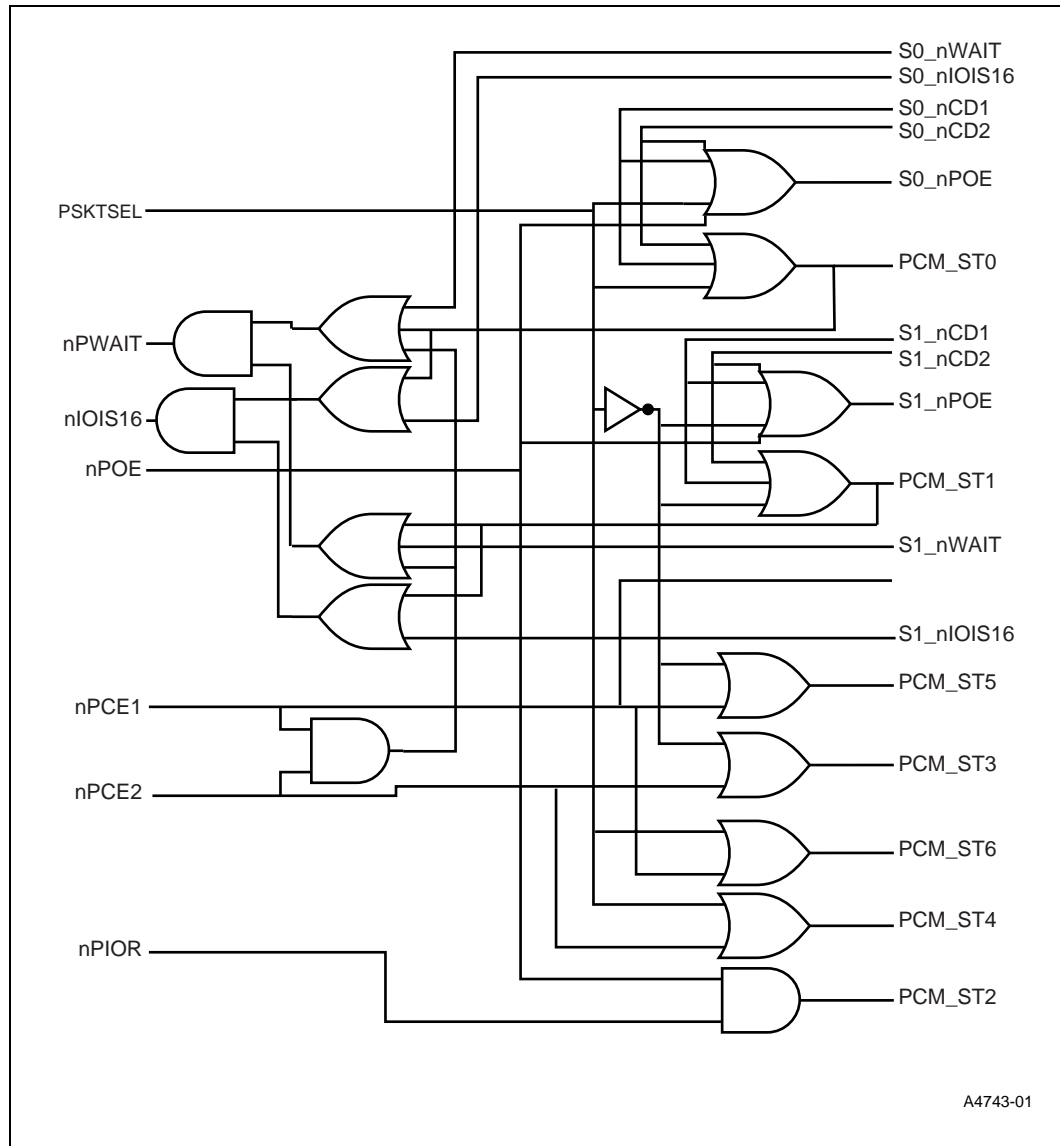 S0_nWAIT
S0_nIOIS16
S0_nCD1
S0_nCD2
S0_nPOE
PSKTSEL
PCM_ST0
S1_nCD1
nPWAIT
S1_nCD2
S1_nPOE
nIOIS16
nPOE
PCM_ST1
S1_nWAIT
S1_nIOIS16
PCM_ST5
nPCE1
PCM_ST3
nPCE2
PCM_ST6
PCM_ST4
nPIOR
PCM_ST2
A4743-01